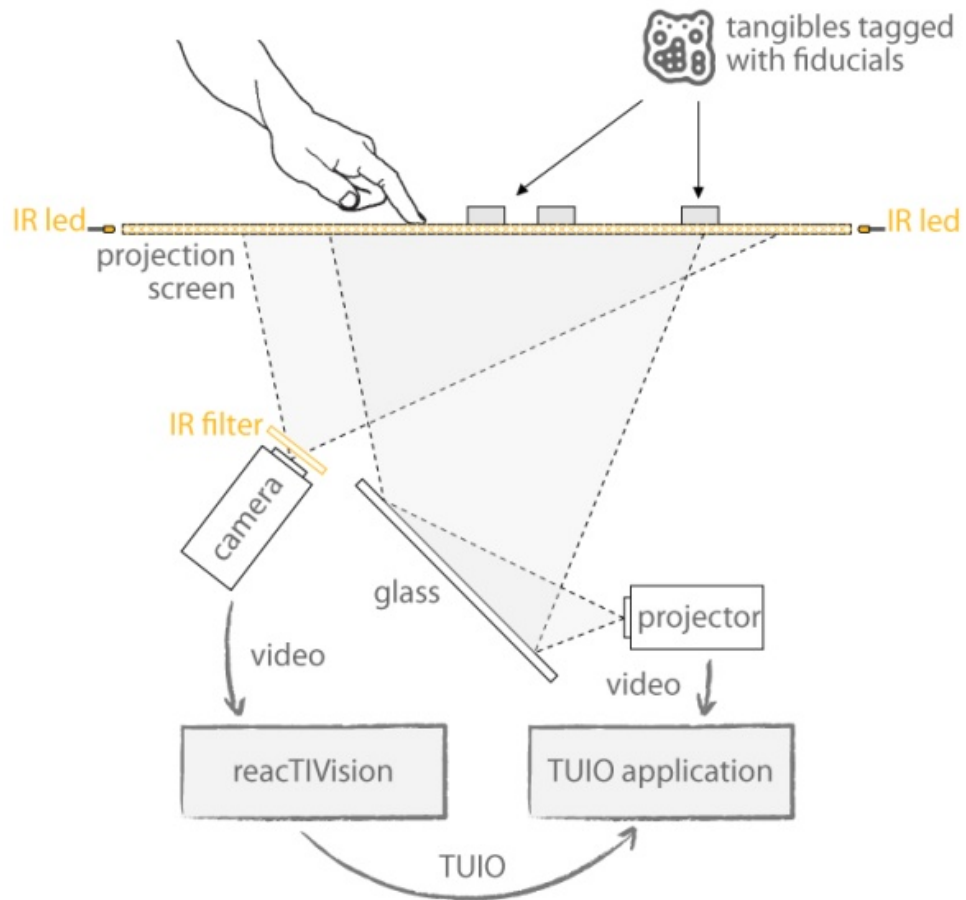 tangibles tagged
with fiducials
IR led
IR led
projection
screen
IR filter
camera
glass
projector
video
video
reacTIVision
TUIO application
TUIO